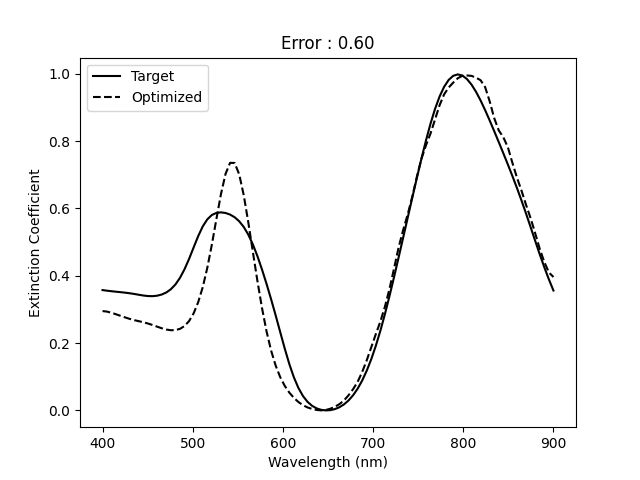 Error : 0.60
Target
Optimized
Extinction Coefficient
1.0
0.8
0.6
0.4
0.2
0.0
400 500 600 700 800 900
Wavelength (nm)